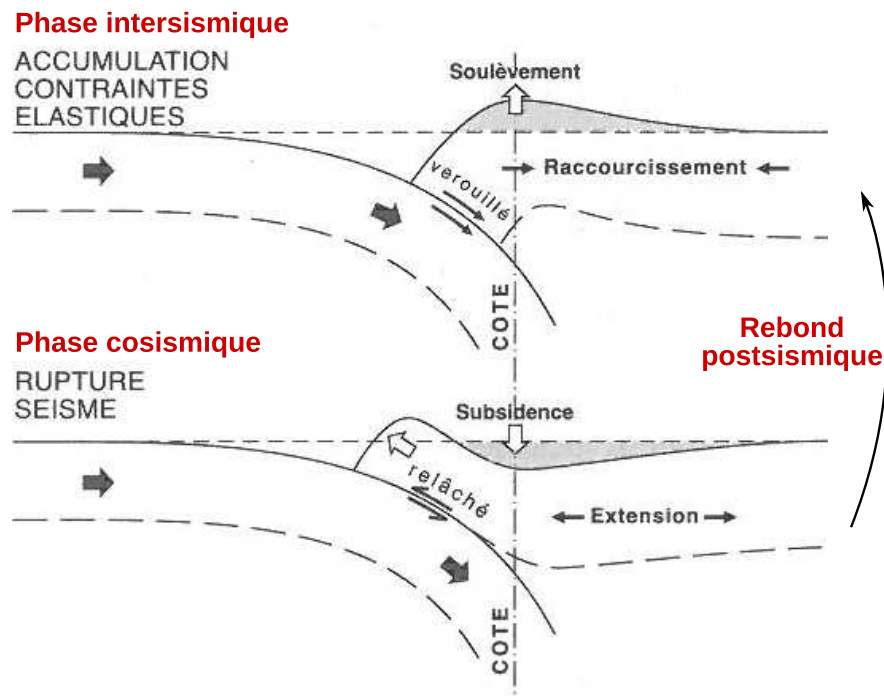 Phase intersismique
ACCUMULATION
CONTRAINTES
ELASTIQUES
Soulèvement
verouillé
Raccourcissement
COTE
Rebond
postsismique
Phase cosismique
RUPTURE
SEISME
Subsidence
relâché
Extension
COTE